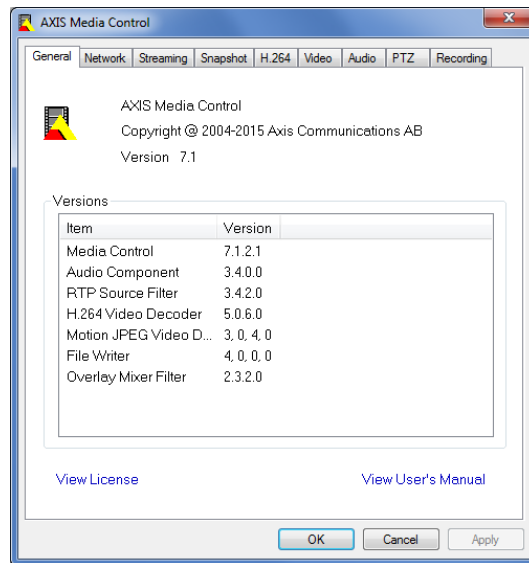 AXIS Media Control
General Network Streaming Snapshot H.264 Video Audio PTZ Recording
AXIS Media Control
Copyright @ 2004-2015 Axis Communications AB
Version 7.1
Versions
Item Version
Media Control 7.1.2.1
Audio Component 3.4.0.0
RTP Source Filter 3.4.2.0
H.264 Video Decoder 5.0.6.0
Motion JPEG Video D... 3, 0, 4, 0
File Writer 4, 0, 0, 0
Overlay Mixer Filter 2.3.2.0
View License View User's Manual
OK Cancel Apply